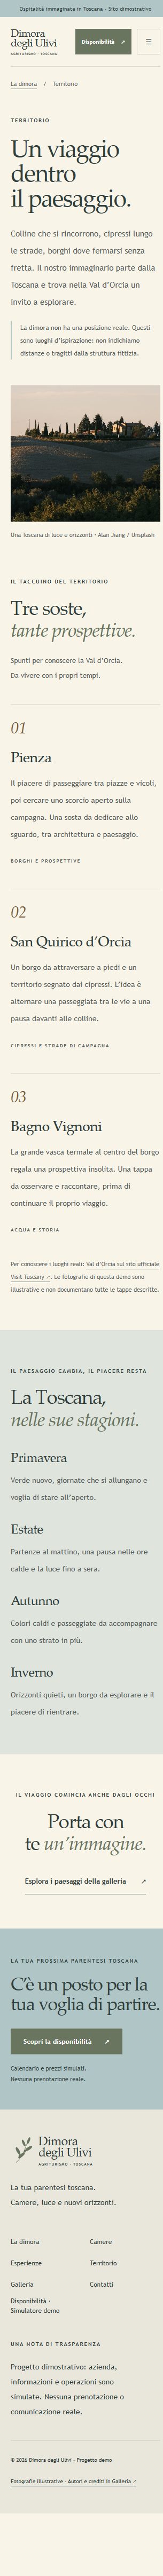 Ospitalità immaginata in Toscana · Sito dimostrativo
Dimora
degli Ulivi
AGRITURISMO · TOSCANA
Disponibilità ↗
La dimora / Territorio
TERRITORIO
Un viaggio
dentro
il paesaggio.
Colline che si rincorrono, cipressi lungo
le strade, borghi dove fermarsi senza
fretta. Il nostro immaginario parte dalla
Toscana e trova nella Val d’Orcia un
invito a esplorare.
La dimora non ha una posizione reale. Questi
sono luoghi d’ispirazione: non indichiamo
distanze o tragitti dalla struttura fittizia.
Una Toscana di luce e orizzonti · Alan Jiang / Unsplash
IL TACCUINO DEL TERRITORIO
Tre soste,
tante prospettive.
Spunti per conoscere la Val d’Orcia.
Da vivere con i propri tempi.
01
Pienza
Il piacere di passeggiare tra piazze e vicoli,
poi cercare uno scorcio aperto sulla
campagna. Una sosta da dedicare allo
sguardo, tra architettura e paesaggio.
BORGHI E PROSPETTIVE
02
San Quirico d’Orcia
Un borgo da attraversare a piedi e un
territorio segnato dai cipressi. L’idea è
alternare una passeggiata tra le vie a una
pausa davanti alle colline.
CIPRESSI E STRADE DI CAMPAGNA
03
Bagno Vignoni
La grande vasca termale al centro del borgo
regala una prospettiva insolita. Una tappa
da osservare e raccontare, prima di
continuare il proprio viaggio.
ACQUA E STORIA
Per conoscere i luoghi reali: Val d’Orcia sul sito ufficiale
Visit Tuscany ↗. Le fotografie di questa demo sono
illustrative e non documentano tutte le tappe descritte.
IL PAESAGGIO CAMBIA, IL PIACERE RESTA
La Toscana,
nelle sue stagioni.
Primavera
Verde nuovo, giornate che si allungano e
voglia di stare all’aperto.
Estate
Partenze al mattino, una pausa nelle ore
calde e la luce fino a sera.
Autunno
Colori caldi e passeggiate da accompagnare
con uno strato in più.
Inverno
Orizzonti quieti, un borgo da esplorare e il
piacere di rientrare.
IL VIAGGIO COMINCIA ANCHE DAGLI OCCHI
Porta con
te un’immagine.
Esplora i paesaggi della galleria ↗
LA TUA PROSSIMA PARENTESI TOSCANA
C’è un posto per la
tua voglia di partire.
Scopri la disponibilità ↗
Calendario e prezzi simulati.
Nessuna prenotazione reale.
Dimora
degli Ulivi
AGRITURISMO · TOSCANA
La tua parentesi toscana.
Camere, luce e nuovi orizzonti.
La dimora Camere
Esperienze Territorio
Galleria Contatti
Disponibilità ·
Simulatore demo
UNA NOTA DI TRASPARENZA
Progetto dimostrativo: azienda,
informazioni e operazioni sono
simulate. Nessuna prenotazione o
comunicazione reale.
© 2026 Dimora degli Ulivi · Progetto demo
Fotografie illustrative · Autori e crediti in Galleria ↗